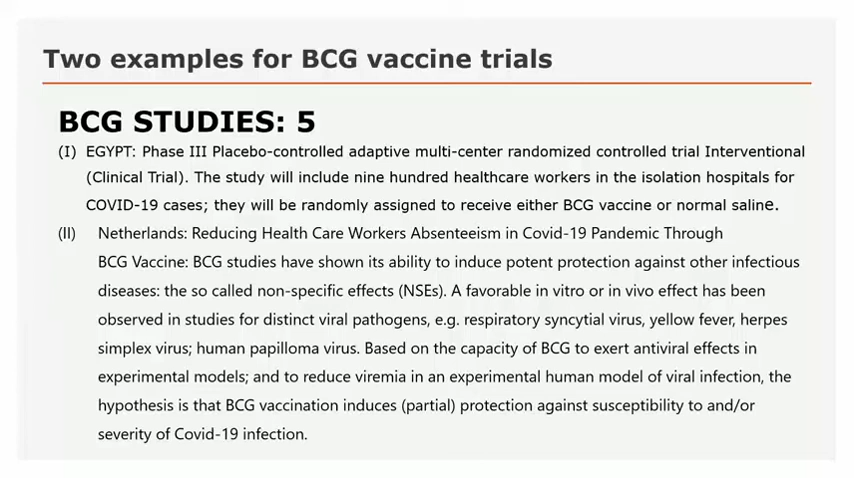 Two examples for BCG vaccine trials
BCG STUDIES: 5
(I) EGYPT: Phase III Placebo-controlled adaptive multi-center randomized controlled trial Interventional
(Clinical Trial). The study will include nine hundred healthcare workers in the isolation hospitals for
COVID-19 cases; they will be randomly assigned to receive either BCG vaccine or normal saline.
(II) Netherlands: Reducing Health Care Workers Absenteeism in Covid-19 Pandemic Through
BCG Vaccine: BCG studies have shown its ability to induce potent protection against other infectious
diseases: the so called non-specific effects (NSEs). A favorable in vitro or in vivo effect has been
observed in studies for distinct viral pathogens, e.g. respiratory syncytial virus, yellow fever, herpes
simplex virus; human papilloma virus. Based on the capacity of BCG to exert antiviral effects in
experimental models; and to reduce viremia in an experimental human model of viral infection, the
hypothesis is that BCG vaccination induces (partial) protection against susceptibility to and/or
severity of Covid-19 infection.